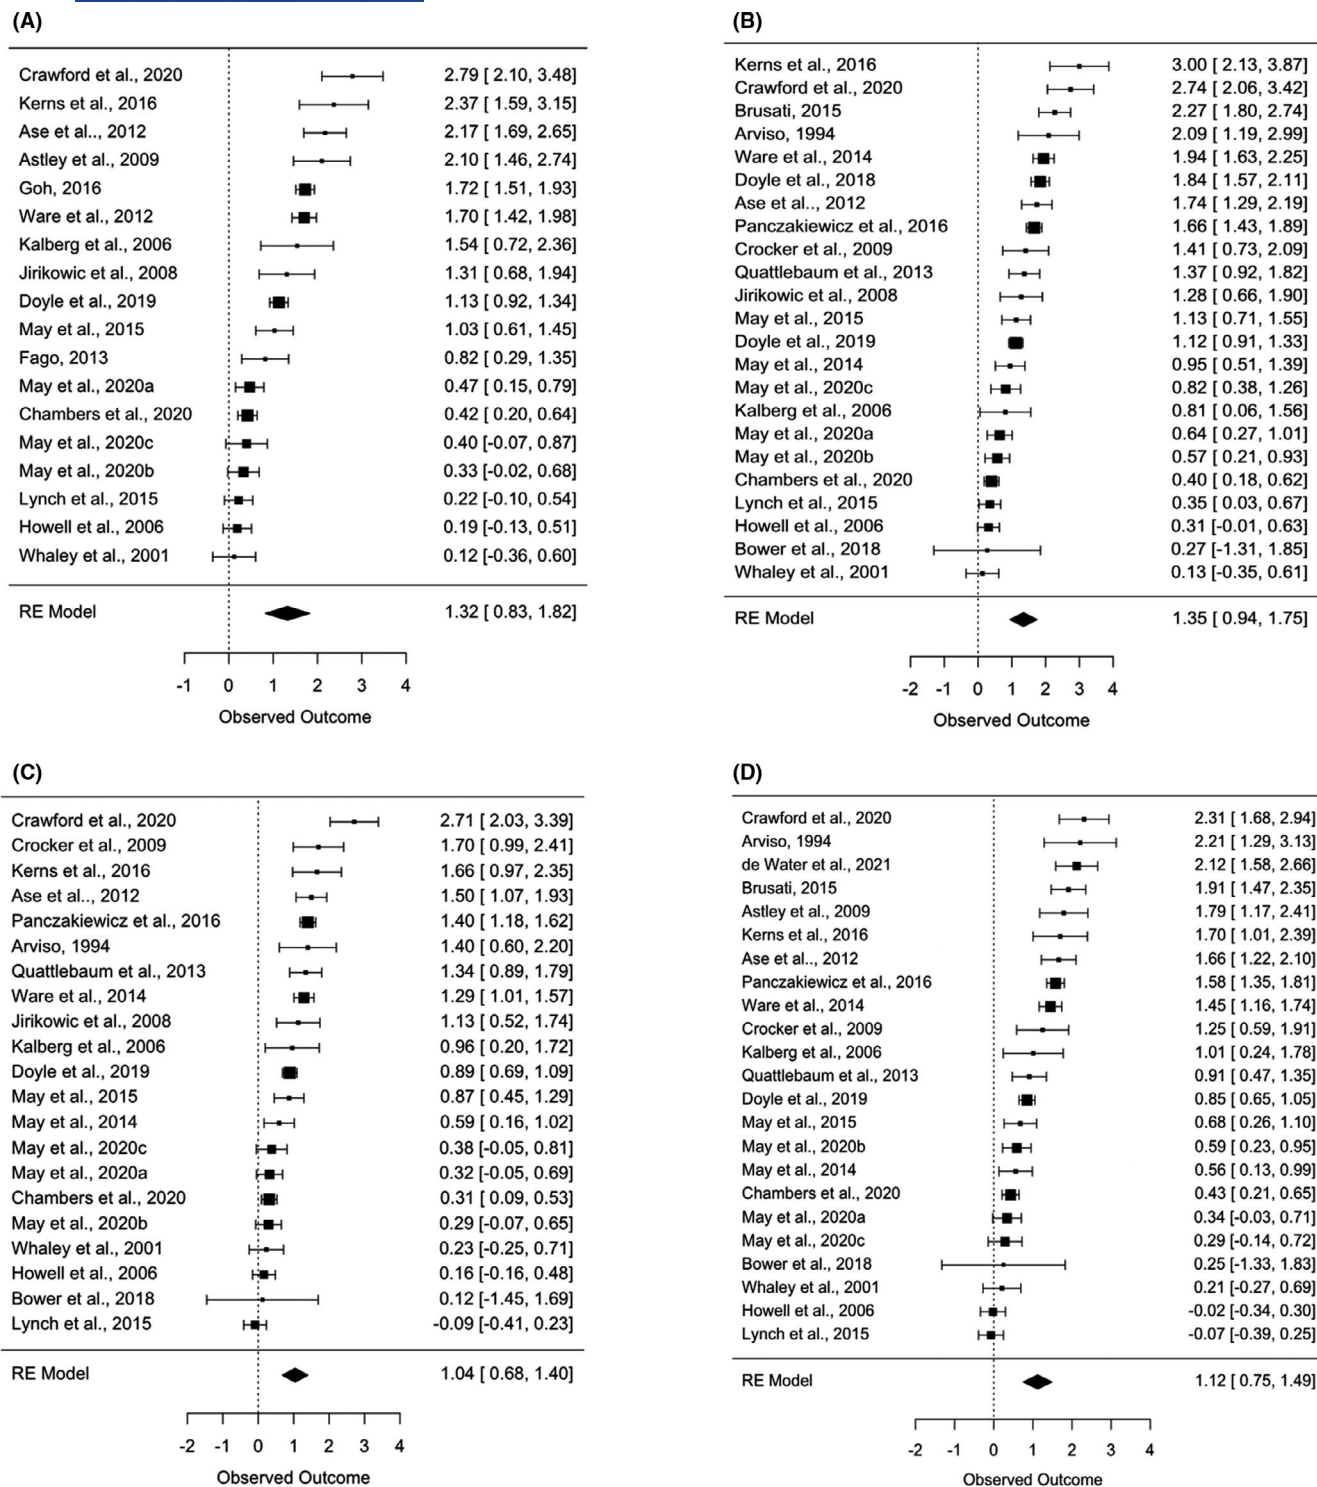 (A)
Crawford et al., 2020 2.79 [ 2.10, 3.48]
Kerns et al., 2016 2.37 [ 1.59, 3.15]
Ase et al.., 2012 2.17 [ 1.69, 2.65]
Astley et al., 2009 2.10 [ 1.46, 2.74]
Goh, 2016 1.72 [ 1.51, 1.93]
Ware et al., 2012 1.70 [ 1.42, 1.98]
Kalberg et al., 2006 1.54 [ 0.72, 2.36]
Jirikowic et al., 2008 1.31 [ 0.68, 1.94]
Doyle et al., 2019 1.13 [ 0.92, 1.34]
May et al., 2015 1.03 [ 0.61, 1.45]
Fago, 2013 0.82 [ 0.29, 1.35]
May et al., 2020a 0.47 [ 0.15, 0.79]
Chambers et al., 2020 0.42 [ 0.20, 0.64]
May et al., 2020c 0.40 [-0.07, 0.87]
May et al., 2020b 0.33 [-0.02, 0.68]
Lynch et al., 2015 0.22 [-0.10, 0.54]
Howell et al., 2006 0.19 [-0.13, 0.51]
Whaley et al., 2001 0.12 [-0.36, 0.60]
RE Model 1.32 [ 0.83, 1.82]
-1 0 1 2 3 4
Observed Outcome
(B)
Kerns et al., 2016 3.00 [ 2.13, 3.87]
Crawford et al., 2020 2.74 [ 2.06, 3.42]
Brusati, 2015 2.27 [ 1.80, 2.74]
Arviso, 1994 2.09 [ 1.19, 2.99]
Ware et al., 2014 1.94 [ 1.63, 2.25]
Doyle et al., 2018 1.84 [ 1.57, 2.11]
Ase et al.., 2012 1.74 [ 1.29, 2.19]
Panczakiewicz et al., 2016 1.66 [ 1.43, 1.89]
Crocker et al., 2009 1.41 [ 0.73, 2.09]
Quattlebaum et al., 2013 1.37 [ 0.92, 1.82]
Jirikowic et al., 2008 1.28 [ 0.66, 1.90]
May et al., 2015 1.13 [ 0.71, 1.55]
Doyle et al., 2019 1.12 [ 0.91, 1.33]
May et al., 2014 0.95 [ 0.51, 1.39]
May et al., 2020c 0.82 [ 0.38, 1.26]
Kalberg et al., 2006 0.81 [ 0.06, 1.56]
May et al., 2020a 0.64 [ 0.27, 1.01]
May et al., 2020b 0.57 [ 0.21, 0.93]
Chambers et al., 2020 0.40 [ 0.18, 0.62]
Lynch et al., 2015 0.35 [ 0.03, 0.67]
Howell et al., 2006 0.31 [-0.01, 0.63]
Bower et al., 2018 0.27 [-1.31, 1.85]
Whaley et al., 2001 0.13 [-0.35, 0.61]
RE Model 1.35 [ 0.94, 1.75]
-2 -1 0 1 2 3 4
Observed Outcome
(C)
Crawford et al., 2020 2.71 [ 2.03, 3.39]
Crocker et al., 2009 1.70 [ 0.99, 2.41]
Kerns et al., 2016 1.66 [ 0.97, 2.35]
Ase et al.., 2012 1.50 [ 1.07, 1.93]
Panczakiewicz et al., 2016 1.40 [ 1.18, 1.62]
Arviso, 1994 1.40 [ 0.60, 2.20]
Quattlebaum et al., 2013 1.34 [ 0.89, 1.79]
Ware et al., 2014 1.29 [ 1.01, 1.57]
Jirikowic et al., 2008 1.13 [ 0.52, 1.74]
Kalberg et al., 2006 0.96 [ 0.20, 1.72]
Doyle et al., 2019 0.89 [ 0.69, 1.09]
May et al., 2015 0.87 [ 0.45, 1.29]
May et al., 2014 0.59 [ 0.16, 1.02]
May et al., 2020c 0.38 [-0.05, 0.81]
May et al., 2020a 0.32 [-0.05, 0.69]
Chambers et al., 2020 0.31 [ 0.09, 0.53]
May et al., 2020b 0.29 [-0.07, 0.65]
Whaley et al., 2001 0.23 [-0.25, 0.71]
Howell et al., 2006 0.16 [-0.16, 0.48]
Bower et al., 2018 0.12 [-1.45, 1.69]
Lynch et al., 2015 -0.09 [-0.41, 0.23]
RE Model 1.04 [ 0.68, 1.40]
-2 -1 0 1 2 3 4
Observed Outcome
(D)
Crawford et al., 2020 2.31 [ 1.68, 2.94]
Arviso, 1994 2.21 [ 1.29, 3.13]
de Water et al., 2021 2.12 [ 1.58, 2.66]
Brusati, 2015 1.91 [ 1.47, 2.35]
Astley et al., 2009 1.79 [ 1.17, 2.41]
Kerns et al., 2016 1.70 [ 1.01, 2.39]
Ase et al.., 2012 1.66 [ 1.22, 2.10]
Panczakiewicz et al., 2016 1.58 [ 1.35, 1.81]
Ware et al., 2014 1.45 [ 1.16, 1.74]
Crocker et al., 2009 1.25 [ 0.59, 1.91]
Kalberg et al., 2006 1.01 [ 0.24, 1.78]
Quattlebaum et al., 2013 0.91 [ 0.47, 1.35]
Doyle et al., 2019 0.85 [ 0.65, 1.05]
May et al., 2015 0.68 [ 0.26, 1.10]
May et al., 2020b 0.59 [ 0.23, 0.95]
May et al., 2014 0.56 [ 0.13, 0.99]
Chambers et al., 2020 0.43 [ 0.21, 0.65]
May et al., 2020a 0.34 [-0.03, 0.71]
May et al., 2020c 0.29 [-0.14, 0.72]
Bower et al., 2018 0.25 [-1.33, 1.83]
Whaley et al., 2001 0.21 [-0.27, 0.69]
Howell et al., 2006 -0.02 [-0.34, 0.30]
Lynch et al., 2015 -0.07 [-0.39, 0.25]
RE Model 1.12 [ 0.75, 1.49]
-2 -1 0 1 2 3 4
Observed Outcome